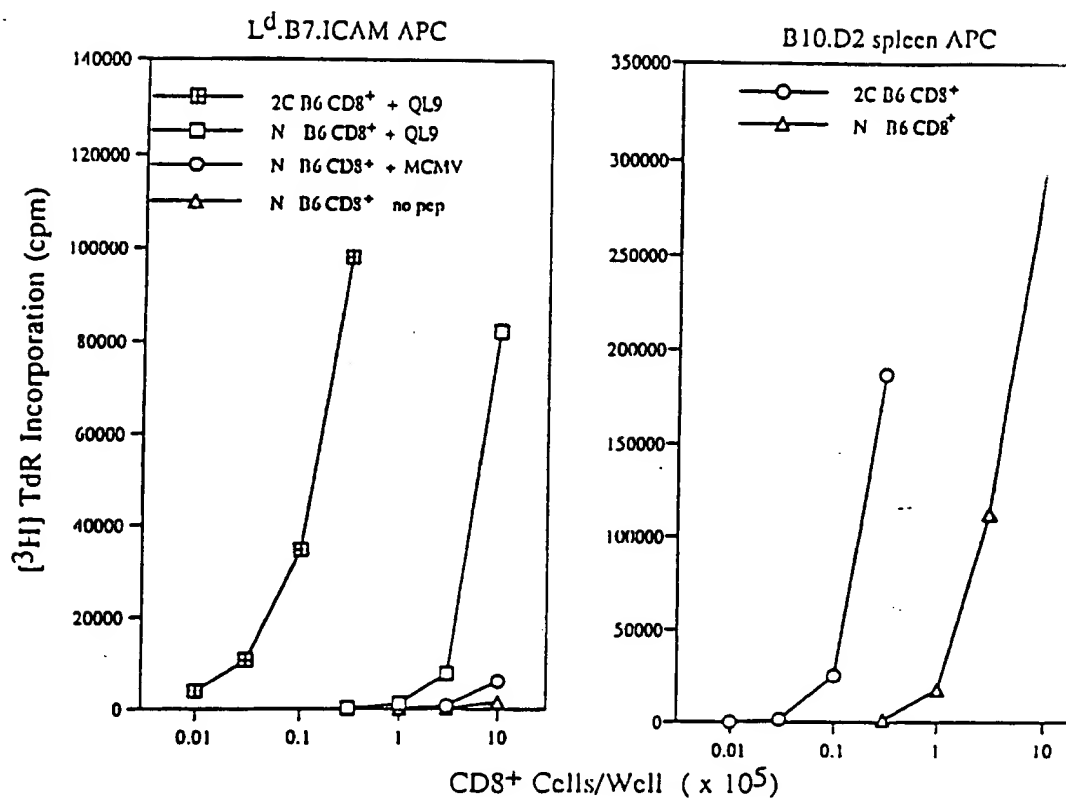 L^d.B7.ICAM APC
2C B6 CD8+ + QL9
N B6 CD8+ + QL9
N B6 CD8+ + MCMV
N B6 CD8+ no pep
140000
120000
100000
80000
60000
40000
20000
0
0.01 0.1 1 10
[3H] TdR Incorporation (cpm)
B10.D2 spleen APC
2C B6 CD8+
N B6 CD8+
350000
300000
250000
200000
150000
100000
50000
0
0.01 0.1 1 10
CD8+ Cells/Well ( x 10^5)